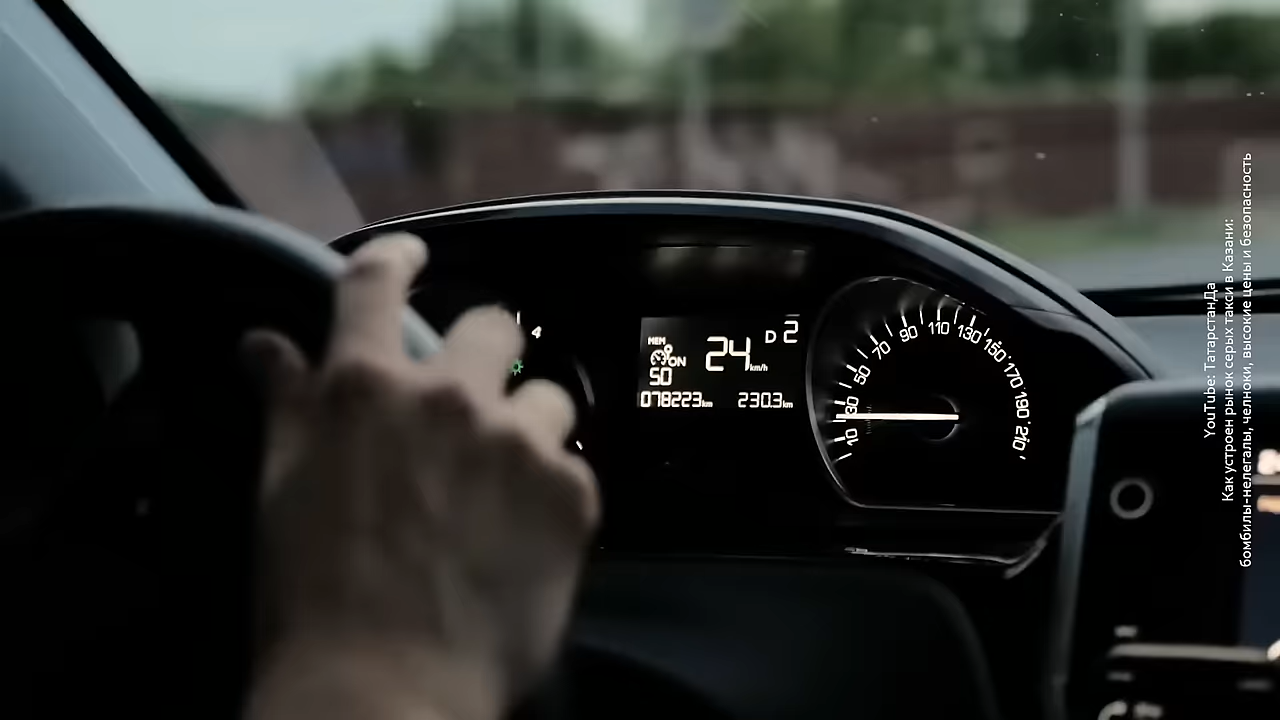 4
MEM
ON
50
24 km/h
D 2
078223 km
230.3 km
10
30
50
70
90
110
130
150
170
190
210
YouTube: ТатарстанДа
Как устроен рынок серых такси в Казани:
бомбилы-нелегалы, челноки, высокие цены и безопасность